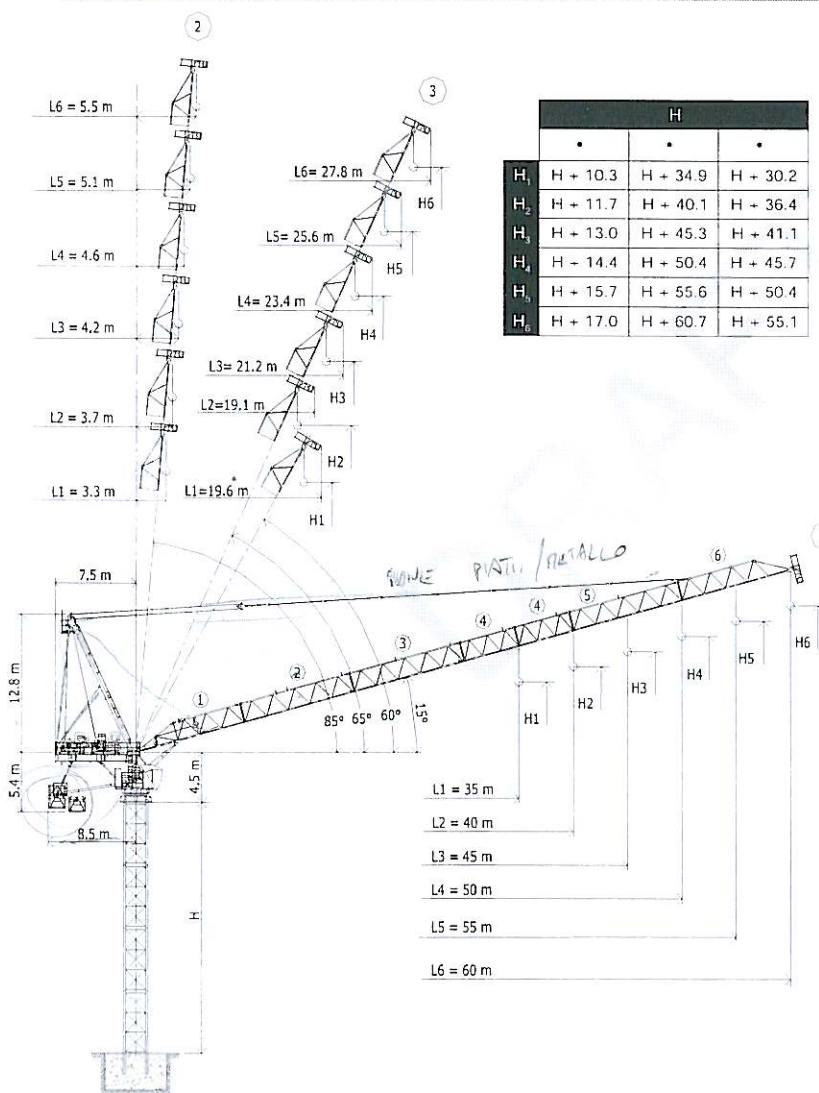 2
3
L6 = 5.5 m
L5 = 5.1 m
L4 = 4.6 m
L3 = 4.2 m
L2 = 3.7 m
L1 = 3.3 m
L6= 27.8 m
H6
L5= 25.6 m
H5
L4= 23.4 m
H4
L3= 21.2 m
H3
L2=19.1 m
H2
L1=19.6 m
H1
H
H₁ H + 10.3 H + 34.9 H + 30.2
H₂ H + 11.7 H + 40.1 H + 36.4
H₃ H + 13.0 H + 45.3 H + 41.1
H₄ H + 14.4 H + 50.4 H + 45.7
H₅ H + 15.7 H + 55.6 H + 50.4
H₆ H + 17.0 H + 60.7 H + 55.1
7.5 m
/METALLO
1 2 3 4 4 5 6
85° 65° 60° 15°
12.8 m
5.4 m
4.5 m
8.5 m
H
H1 H2 H3 H4 H5 H6
L1 = 35 m
L2 = 40 m
L3 = 45 m
L4 = 50 m
L5 = 55 m
L6 = 60 m